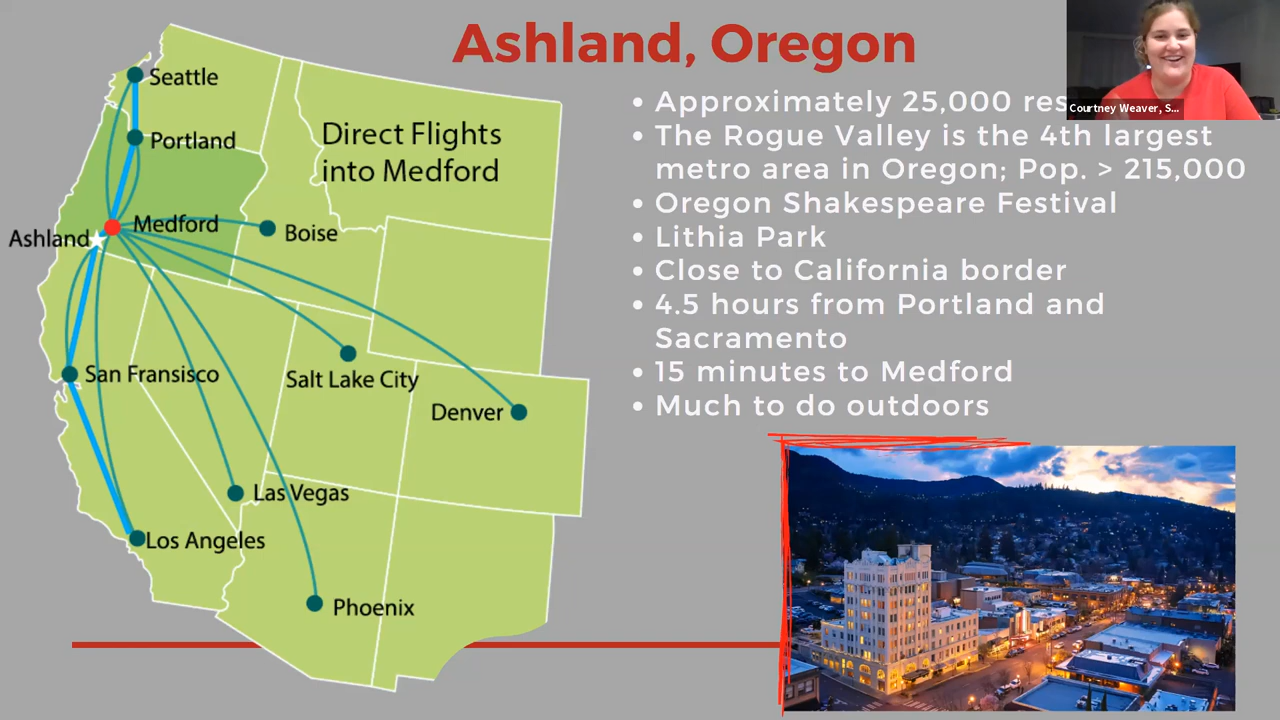 Ashland, Oregon
Courtney Weaver, S...
• Approximately 25,000
• The Rogue Valley is the 4th largest
metro area in Oregon; Pop. > 215,000
• Oregon Shakespeare Festival
• Lithia Park
• Close to California border
• 4.5 hours from Portland and
Sacramento
• 15 minutes to Medford
• Much to do outdoors
Direct Flights
into Medford
Seattle
Portland
Medford
Ashland
Boise
San Fransisco
Salt Lake City
Denver
Las Vegas
Los Angeles
Phoenix